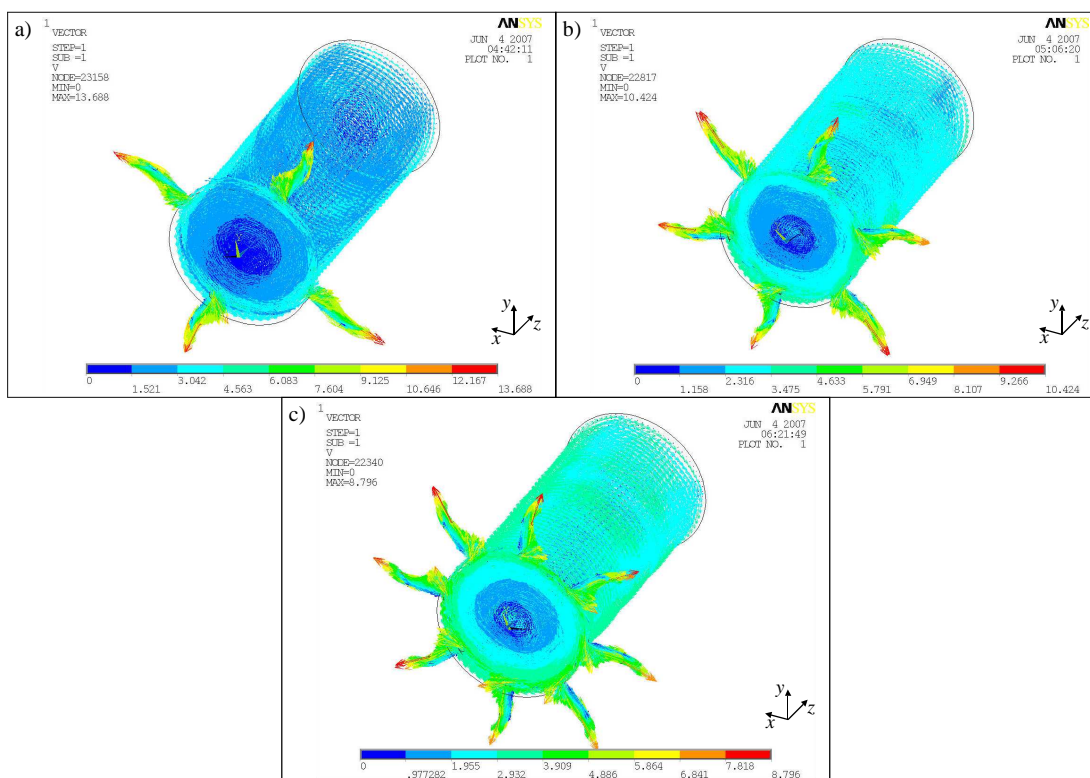 a)
1
VECTOR
STEP=1
SUB =1
V
NODE=23158
MIN=0
MAX=13.688
ANSYS
JUN 4 2007
04:42:11
PLOT NO. 1
y
x z
0 3.042 6.083 9.125 12.167
1.521 4.563 7.604 10.646 13.688
b)
1
VECTOR
STEP=1
SUB =1
V
NODE=22817
MIN=0
MAX=10.424
ANSYS
JUN 4 2007
05:06:20
PLOT NO. 1
y
x z
0 2.316 4.633 6.949 9.266
1.158 3.475 5.791 8.107 10.424
c)
1
VECTOR
STEP=1
SUB =1
V
NODE=22340
MIN=0
MAX=8.796
ANSYS
JUN 4 2007
06:21:49
PLOT NO. 1
y
x z
0 1.955 3.909 5.864 7.818
.977282 2.932 4.886 6.841 8.796